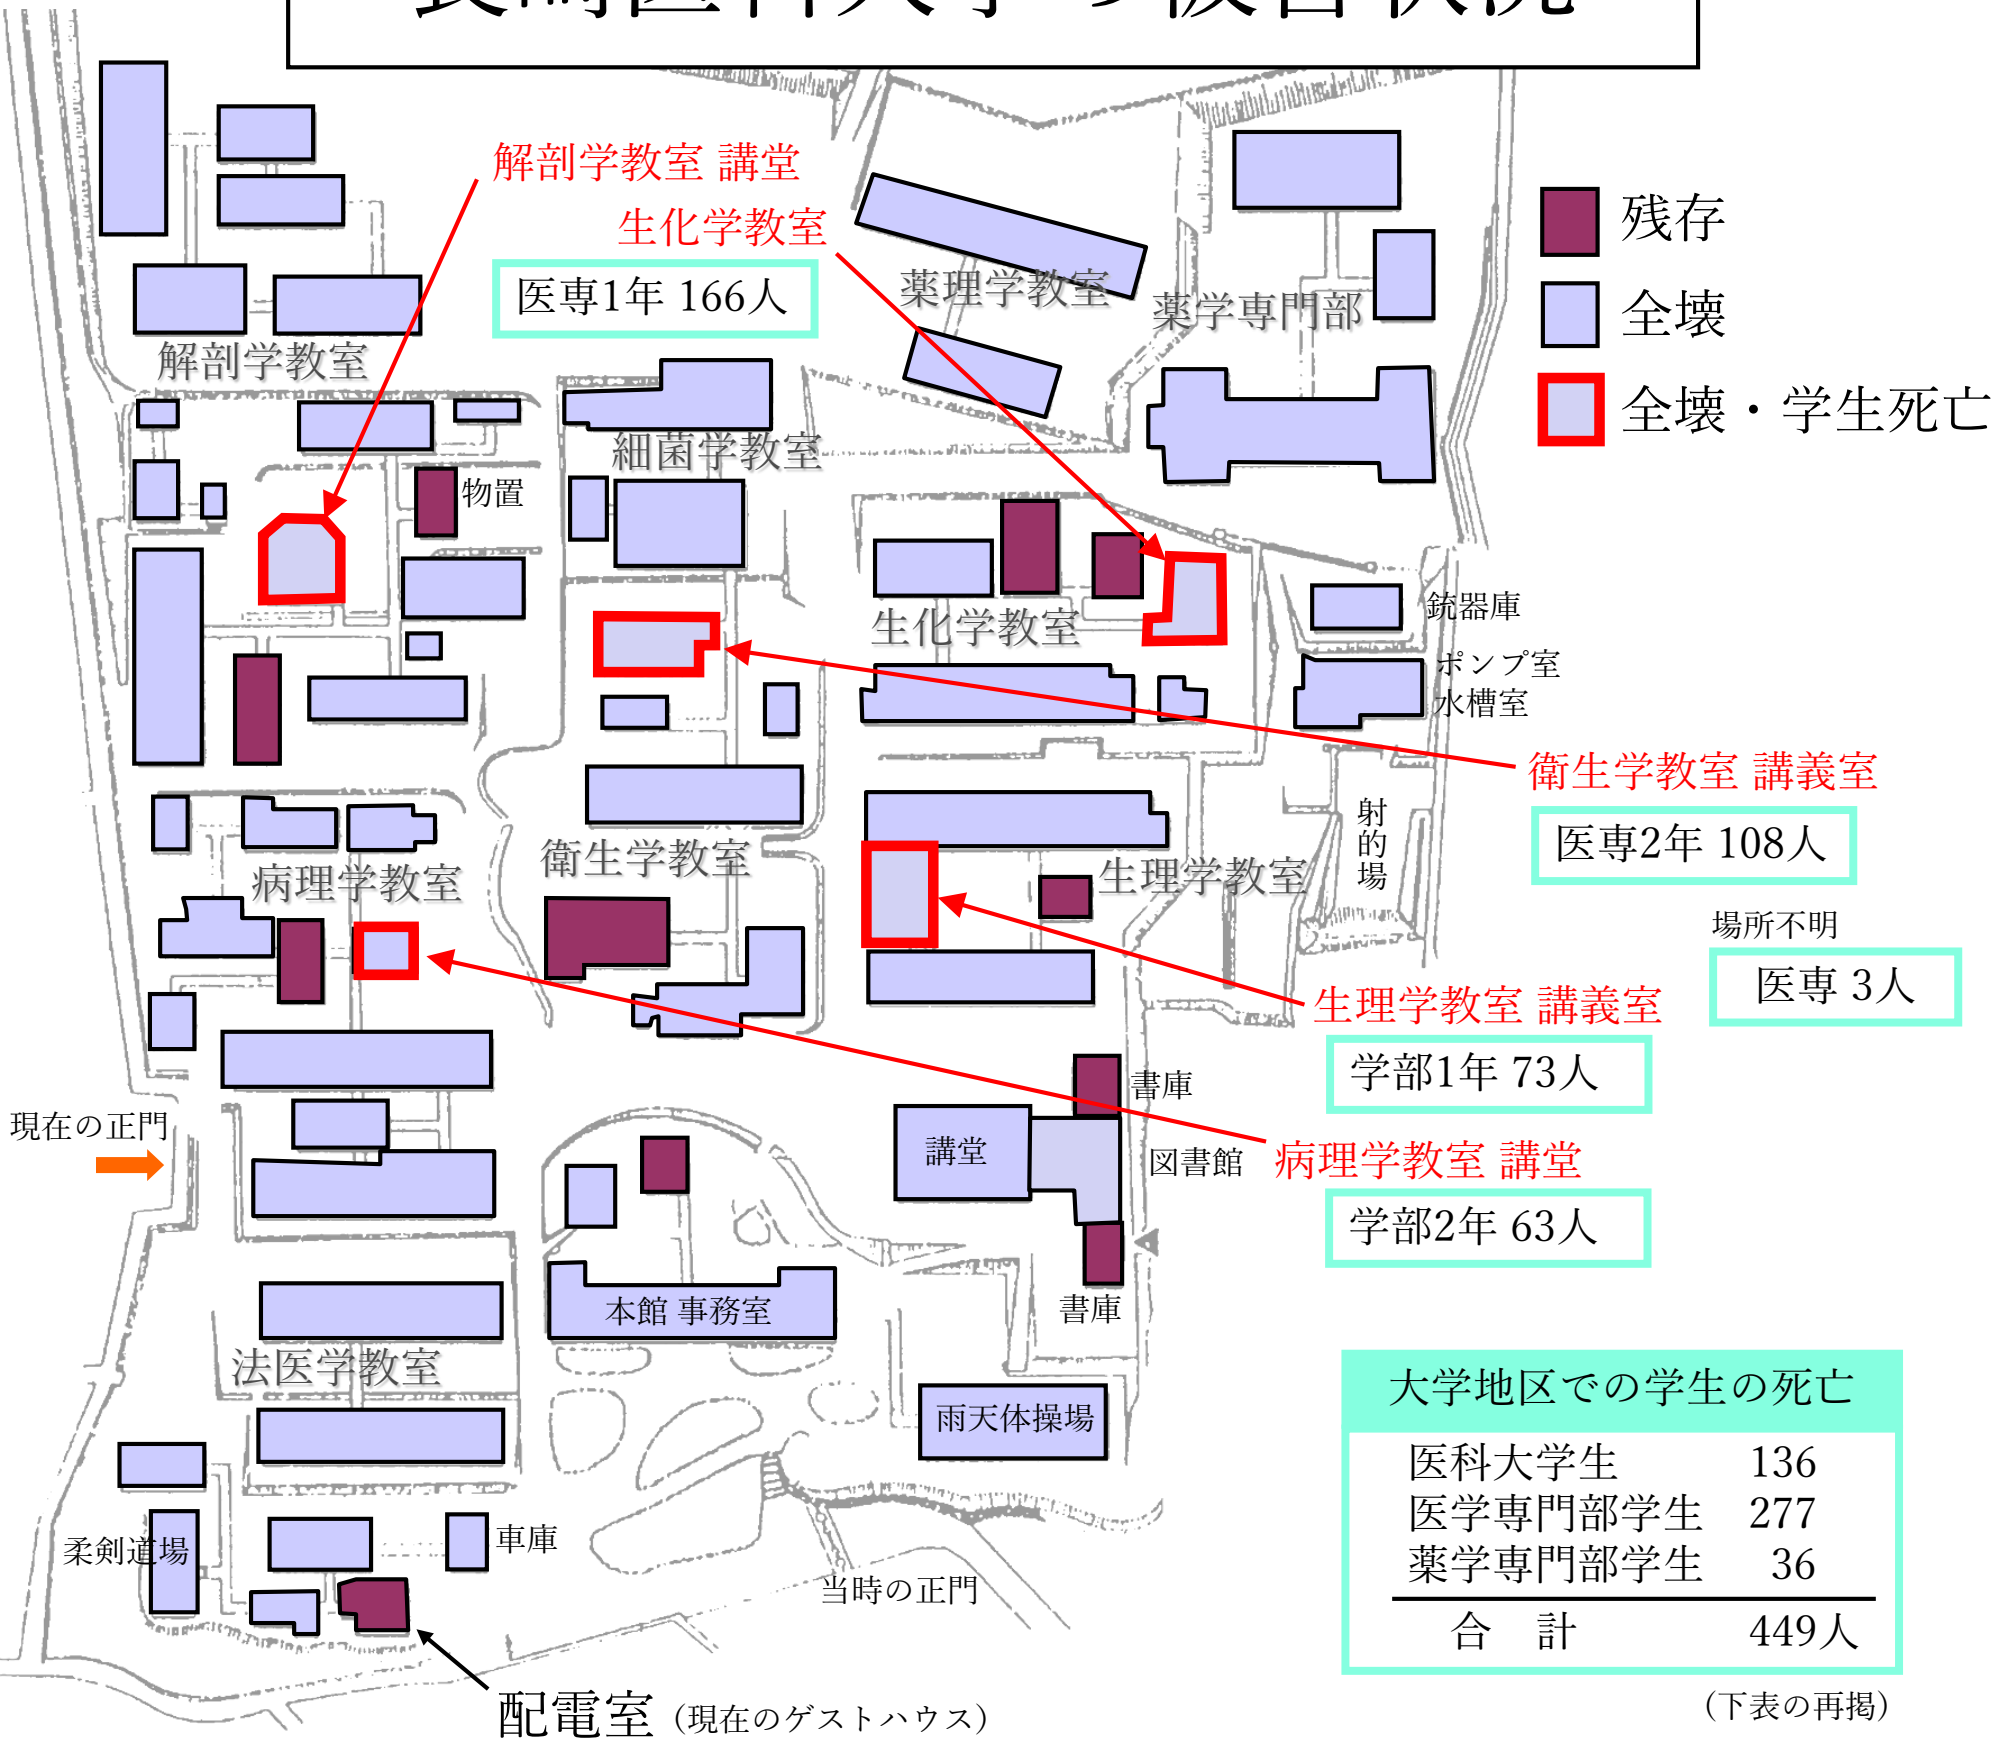 長崎医科大学の被害状況
解剖学教室 講堂
生化学教室
医専1年 166人
薬理学教室
薬学専門部
残存
全壊
全壊・学生死亡
解剖学教室
細菌学教室
物置
生化学教室
銃器庫
ポンプ室
水槽室
衛生学教室 講義室
医専2年 108人
射的場
衛生学教室
病理学教室
生理学教室
場所不明
医専 3人
生理学教室 講義室
学部1年 73人
書庫
現在の正門
講堂
図書館
病理学教室 講堂
学部2年 63人
本館 事務室
書庫
法医学教室
雨天体操場
大学地区での学生の死亡
医科大学生 136
医学専門部学生 277
薬学専門部学生 36
合 計 449人
(下表の再掲)
柔剣道場
車庫
当時の正門
配電室(現在のゲストハウス)